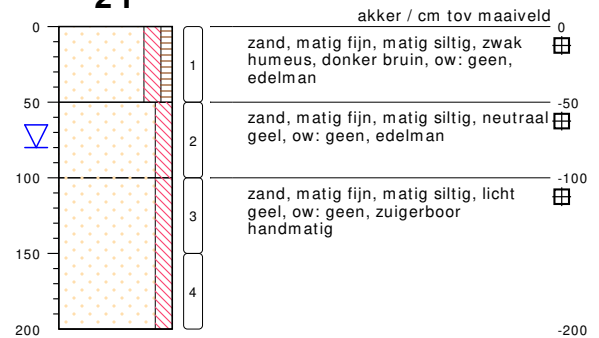 akker / cm tov maaiveld
0
0
zand, matig fijn, matig siltig, zwak
humeus, donker bruin, ow: geen,
edelman
1
50
-50
zand, matig fijn, matig siltig, neutraal
geel, ow: geen, edelman
2
100
-100
zand, matig fijn, matig siltig, licht
geel, ow: geen, zuigerboor
handmatig
3
150
4
200
-200